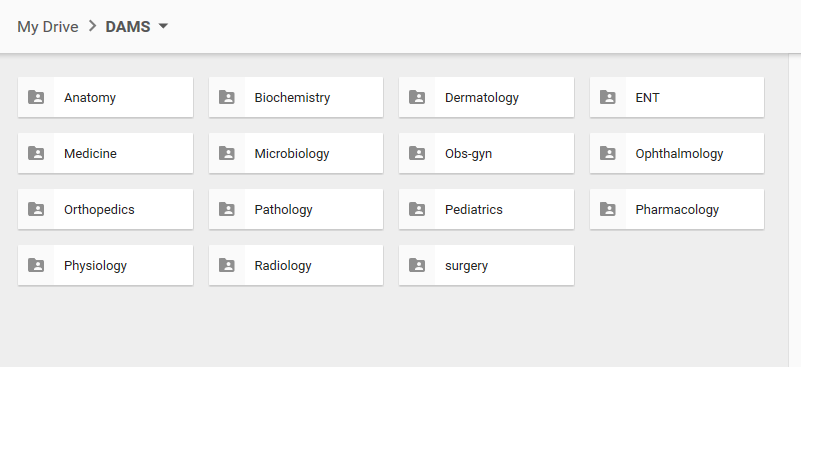 My Drive > DAMS
Anatomy Biochemistry Dermatology ENT
Medicine Microbiology Obs-gyn Ophthalmology
Orthopedics Pathology Pediatrics Pharmacology
Physiology Radiology surgery